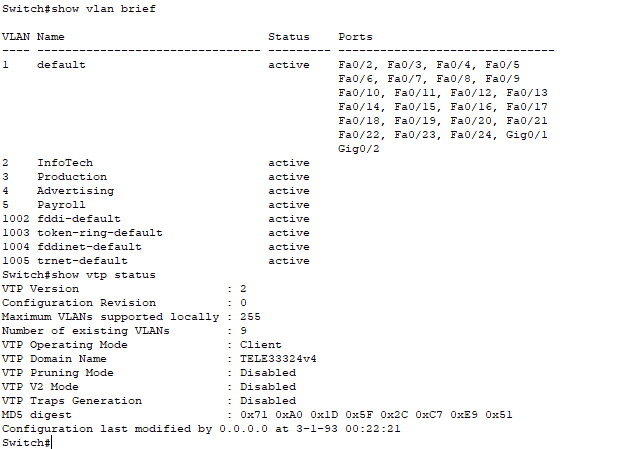 Switch#show vlan brief
VLAN Name                             Status    Ports
---- -------------------------------- --------- -------------------------------
1    default                          active    Fa0/2, Fa0/3, Fa0/4, Fa0/5
                                                Fa0/6, Fa0/7, Fa0/8, Fa0/9
                                                Fa0/10, Fa0/11, Fa0/12, Fa0/13
                                                Fa0/14, Fa0/15, Fa0/16, Fa0/17
                                                Fa0/18, Fa0/19, Fa0/20, Fa0/21
                                                Fa0/22, Fa0/23, Fa0/24, Gig0/1
                                                Gig0/2
2    InfoTech                         active
3    Production                       active
4    Advertising                      active
5    Payroll                          active
1002 fddi-default                     active
1003 token-ring-default               active
1004 fddinet-default                  active
1005 trnet-default                    active
Switch#show vtp status
VTP Version                     : 2
Configuration Revision          : 0
Maximum VLANs supported locally : 255
Number of existing VLANs        : 9
VTP Operating Mode              : Client
VTP Domain Name                 : TELE33324v4
VTP Pruning Mode                : Disabled
VTP V2 Mode                     : Disabled
VTP Traps Generation            : Disabled
MD5 digest                      : 0x71 0xA0 0x1D 0x5F 0x2C 0xC7 0xE9 0x51
Configuration last modified by 0.0.0.0 at 3-1-93 00:22:21
Switch#